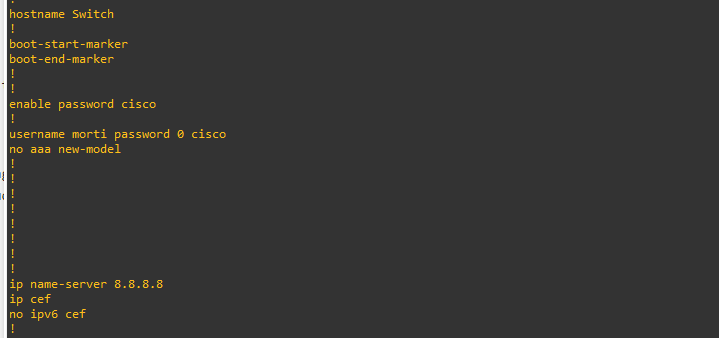 !
hostname Switch
!
boot-start-marker
boot-end-marker
!
!
enable password cisco
!
username morti password 0 cisco
no aaa new-model
!
!
!
!
!
!
!
!
ip name-server 8.8.8.8
ip cef
no ipv6 cef
!